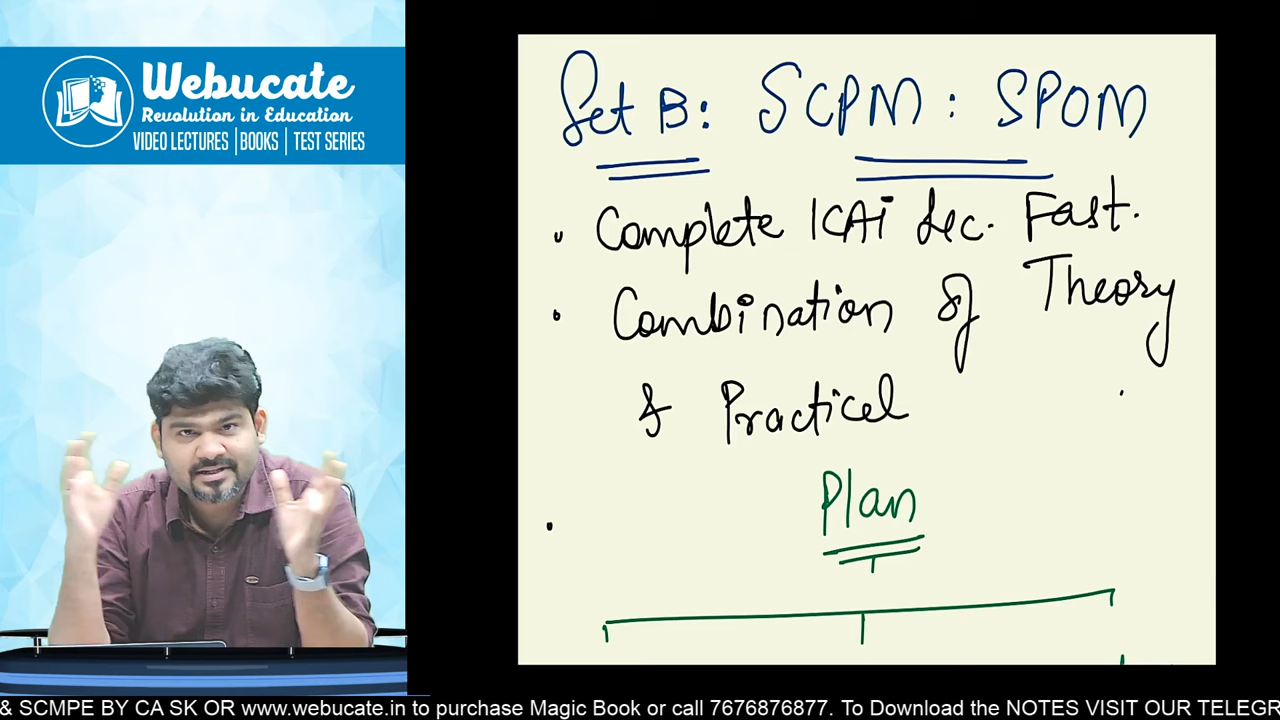 Webucate
Revolution in Education
VIDEO LECTURES | BOOKS | TEST SERIES
Set B: SCPM : SPOM
• Complete ICAi Lec. Fast.
• Combination of Theory
& Practicel
Plan
& SCMPE BY CA SK OR www.webucate.in to purchase Magic Book or call 7676876877. To Download the NOTES VISIT OUR TELEGR